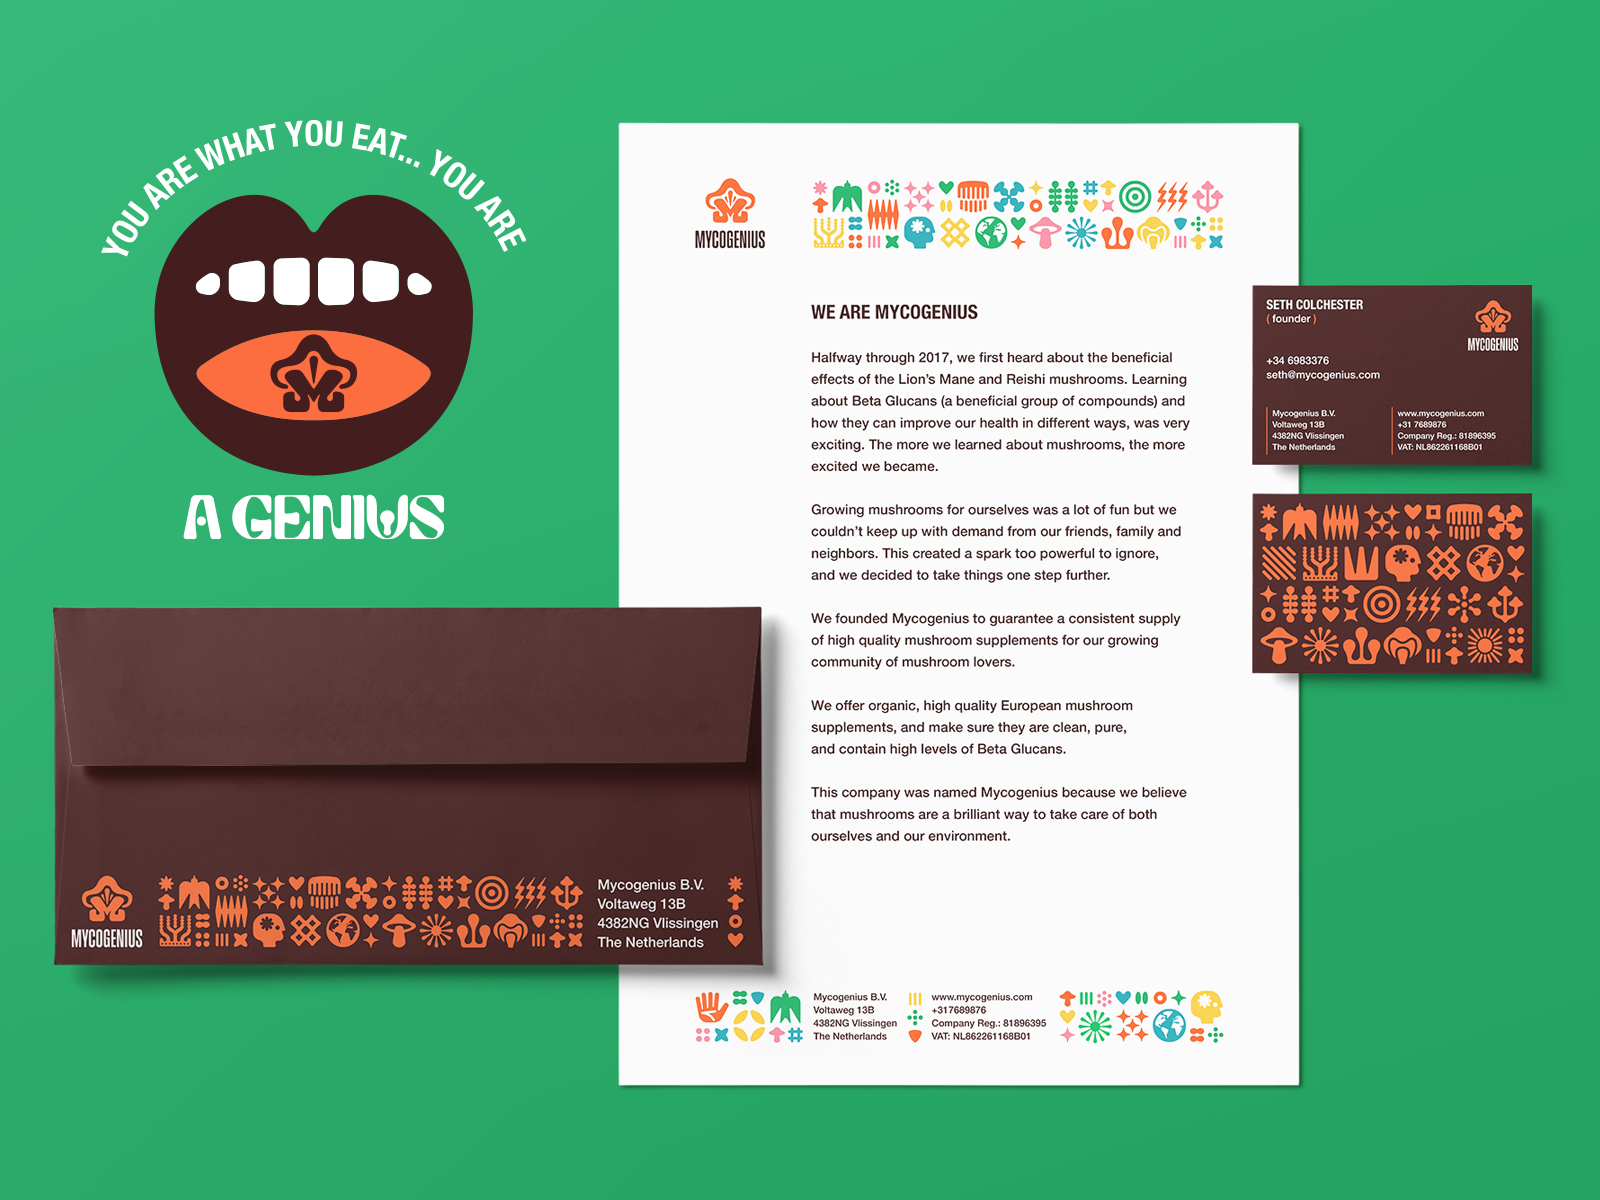 YOU ARE WHAT YOU EAT... YOU ARE
A GENIUS
MYCOGENIUS
WE ARE MYCOGENIUS
Halfway through 2017, we first heard about the beneficial
effects of the Lion's Mane and Reishi mushrooms. Learning
about Beta Glucans (a beneficial group of compounds) and
how they can improve our health in different ways, was very
exciting. The more we learned about mushrooms, the more
excited we became.
Growing mushrooms for ourselves was a lot of fun but we
couldn't keep up with demand from our friends, family and
neighbors. This created a spark too powerful to ignore,
and we decided to take things one step further.
We founded Mycogenius to guarantee a consistent supply
of high quality mushroom supplements for our growing
community of mushroom lovers.
We offer organic, high quality European mushroom
supplements, and make sure they are clean, pure,
and contain high levels of Beta Glucans.
This company was named Mycogenius because we believe
that mushrooms are a brilliant way to take care of both
ourselves and our environment.
Mycogenius B.V.
Voltaweg 13B
4382NG Vlissingen
The Netherlands
www.mycogenius.com
+317689876
Company Reg.: 81896395
VAT: NL862261168B01
SETH COLCHESTER
( founder )
MYCOGENIUS
+34 6983376
seth@mycogenius.com
Mycogenius B.V.
Voltaweg 13B
4382NG Vlissingen
The Netherlands
www.mycogenius.com
+31 7689876
Company Reg.: 81896395
VAT: NL862261168B01
MYCOGENIUS
Mycogenius B.V.
Voltaweg 13B
4382NG Vlissingen
The Netherlands